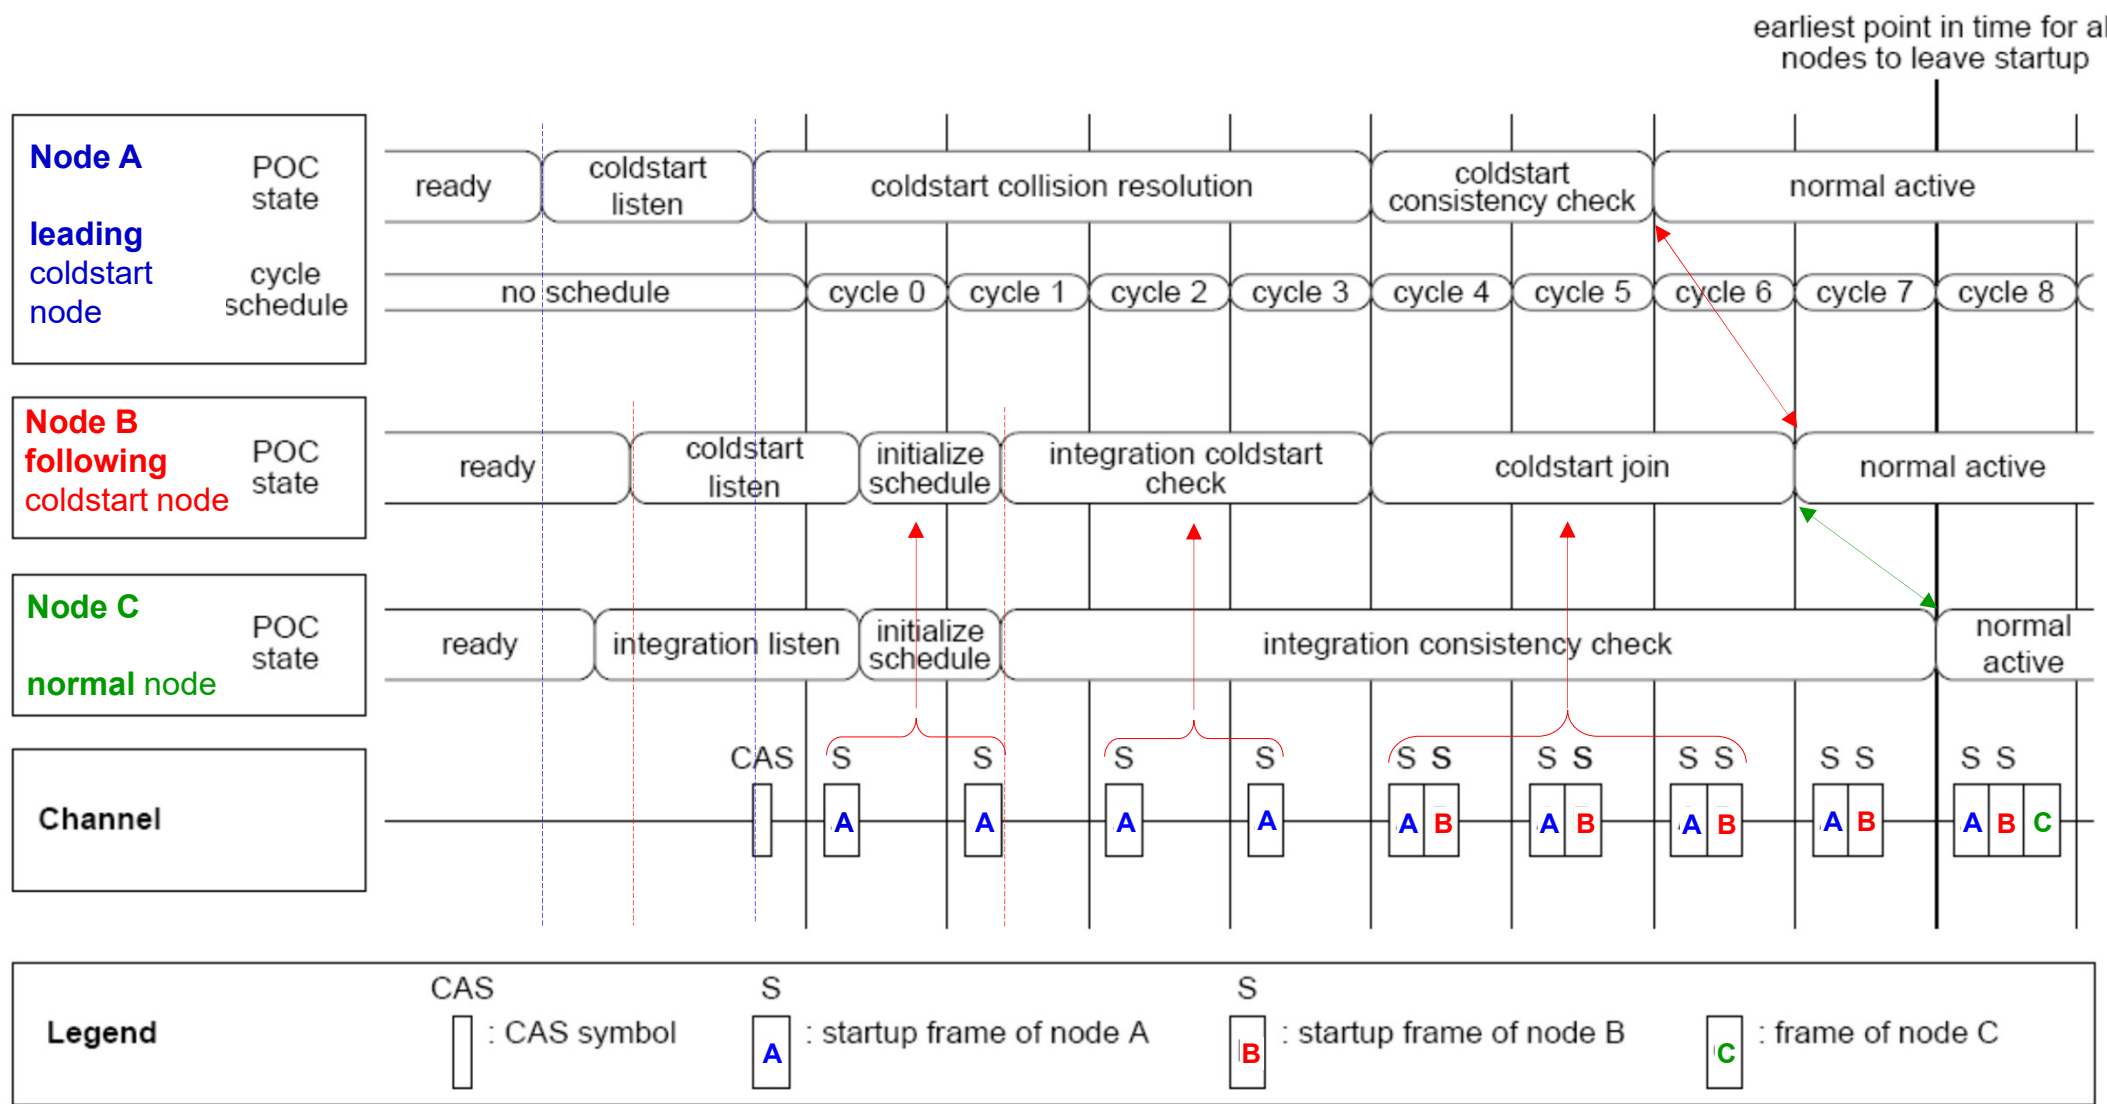 earliest point in time for al
nodes to leave startup
Node A
POC
state
leading
coldstart
node
cycle
schedule
ready
coldstart
listen
coldstart collision resolution
coldstart
consistency check
normal active
no schedule
cycle 0
cycle 1
cycle 2
cycle 3
cycle 4
cycle 5
cycle 6
cycle 7
cycle 8
Node B
following
coldstart node
POC
state
ready
coldstart
listen
initialize
schedule
integration coldstart
check
coldstart join
normal active
Node C
normal node
POC
state
ready
integration listen
initialize
schedule
integration consistency check
normal
active
Channel
CAS S S S S S S S S S S S S S S
A A A A A B A B A B A B A B C
Legend
CAS
: CAS symbol
S
A : startup frame of node A
S
B : startup frame of node B
C : frame of node C